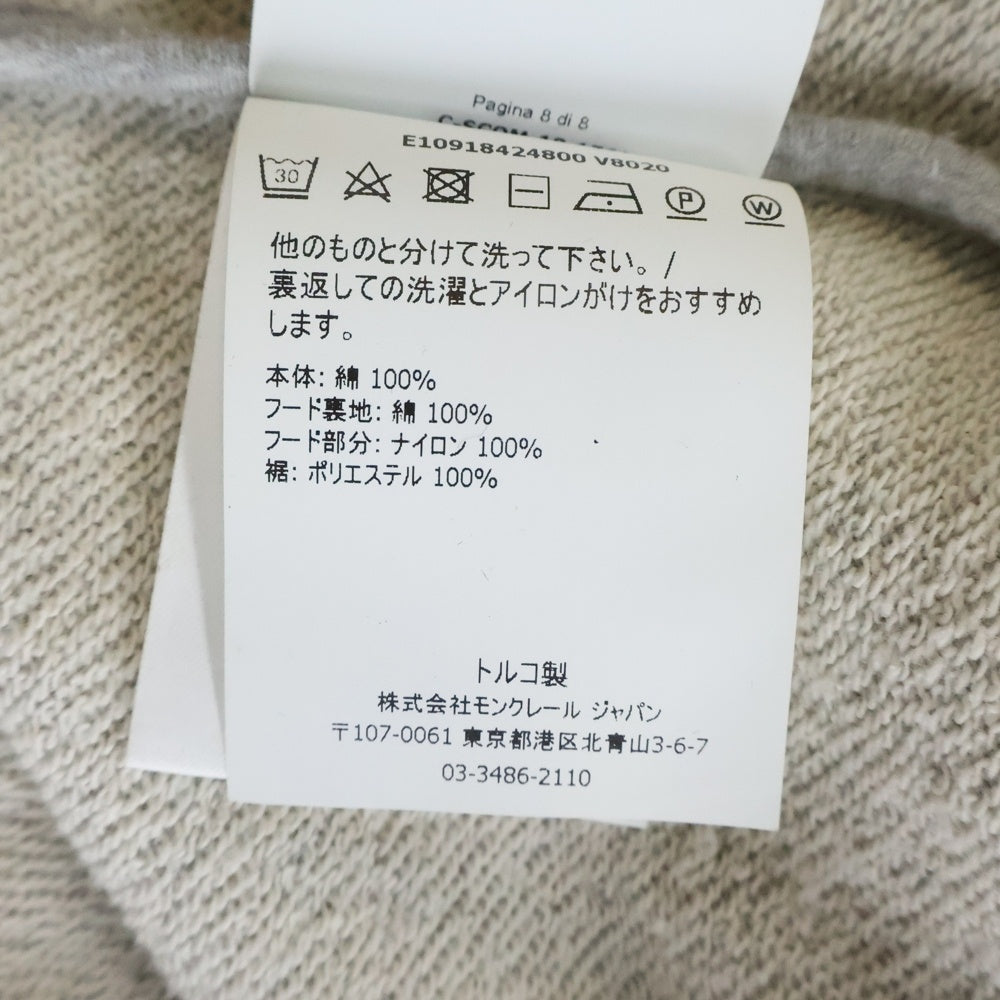 Pagina 8 di 8
E10918424800 V8020
30
P
W
他のものと分けて洗って下さい。/
裏返しての洗濯とアイロンがけをおすすめ
します。
本体: 綿 100%
フード裏地: 綿 100%
フード部分: ナイロン 100%
裾: ポリエステル 100%
トルコ製
株式会社モンクレール ジャパン
〒107-0061 東京都港区北青山3-6-7
03-3486-2110